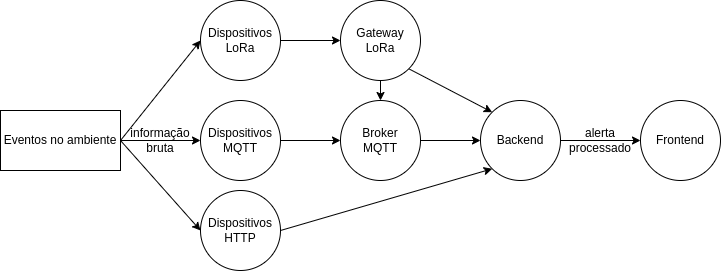 Dispositivos
LoRa
Gateway
LoRa
Eventos no ambiente
informação
bruta
Dispositivos
MQTT
Broker
MQTT
Backend
alerta
processado
Frontend
Dispositivos
HTTP